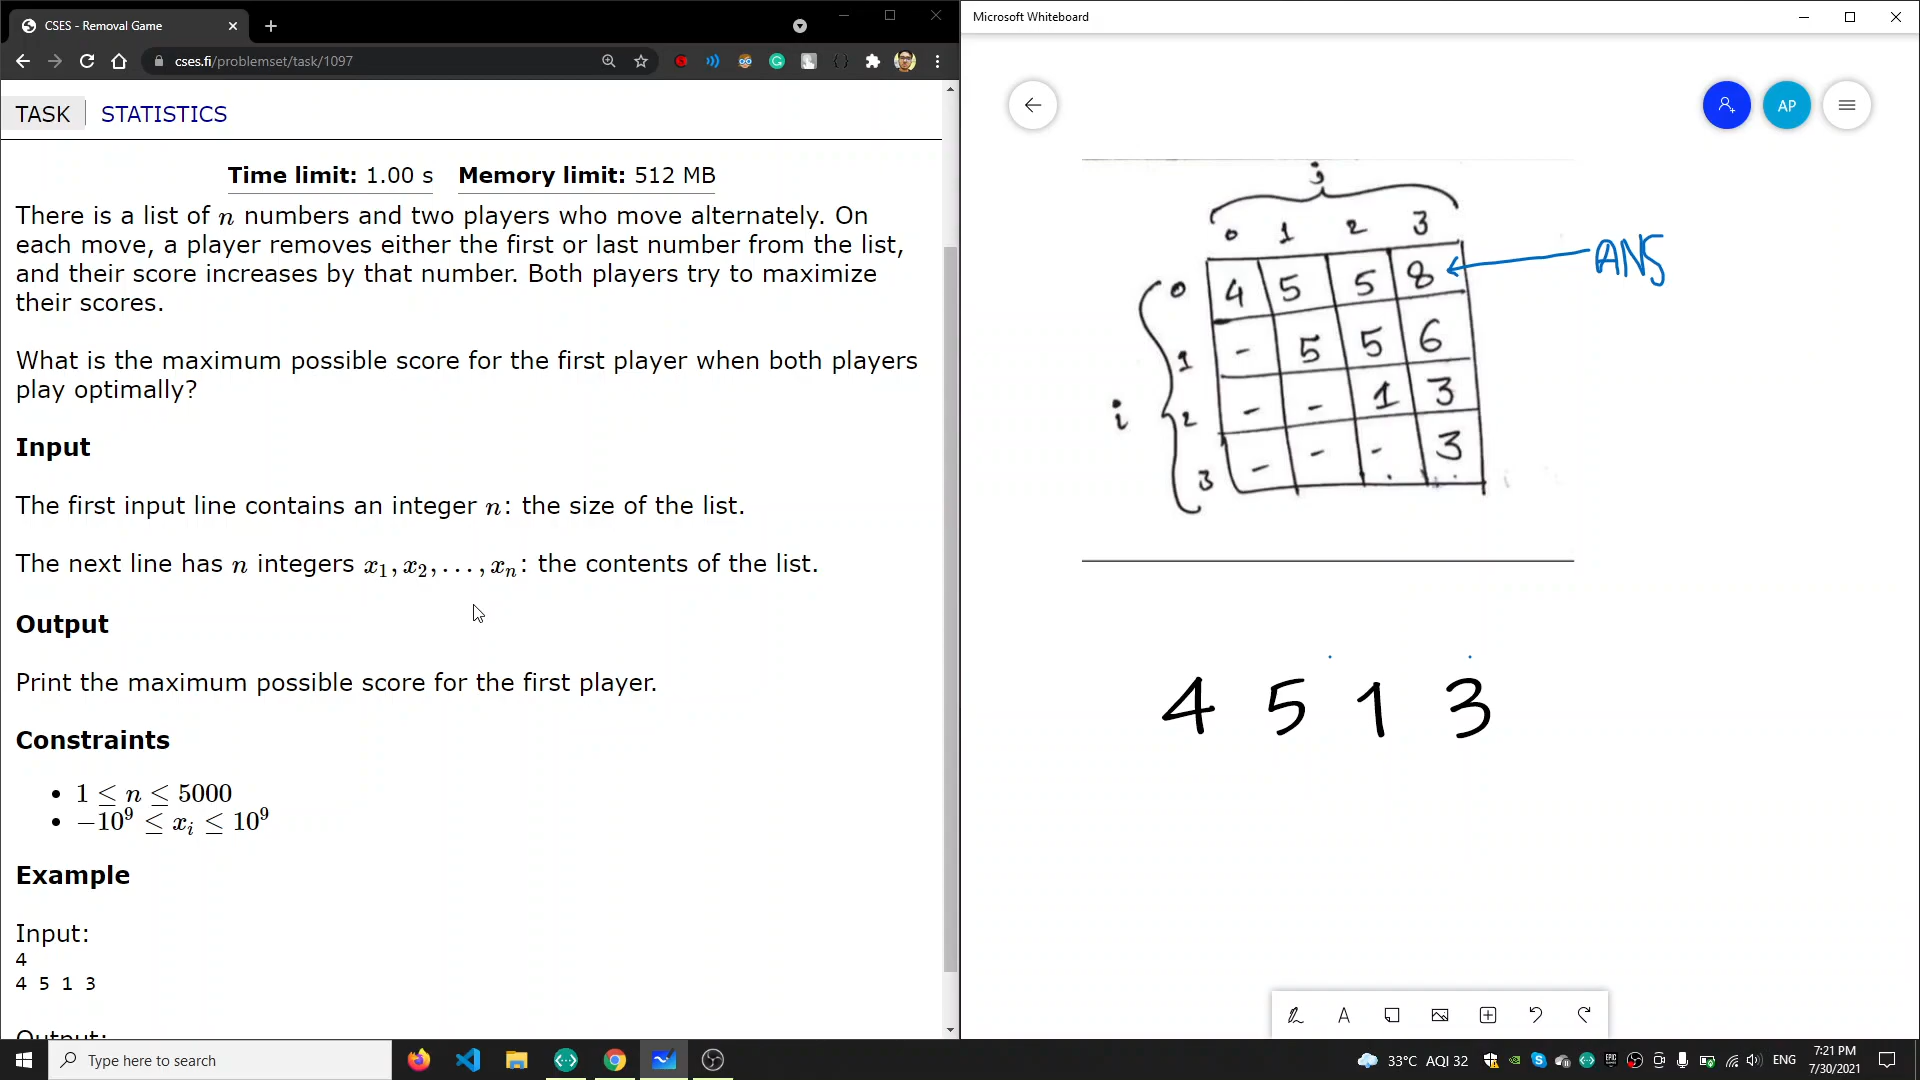 CSES - Removal Game
cses.fi/problemset/task/1097
TASK STATISTICS
Time limit: 1.00 s Memory limit: 512 MB
There is a list of n numbers and two players who move alternately. On
each move, a player removes either the first or last number from the list,
and their score increases by that number. Both players try to maximize
their scores.
What is the maximum possible score for the first player when both players
play optimally?
Input
The first input line contains an integer n: the size of the list.
The next line has n integers x₁, x₂, …, xₙ: the contents of the list.
Output
Print the maximum possible score for the first player.
Constraints
• 1 ≤ n ≤ 5000
• −10⁹ ≤ xᵢ ≤ 10⁹
Example
Input:
4
4 5 1 3
Output:
Microsoft Whiteboard
AP
j
0 1 2 3
0 4 5 5 8 ANS
1 - 5 5 6
i
2 - - 1 3
3 - - - 3
4 5 1 3
Type here to search
33°C AQI 32
ENG
7:21 PM
7/30/2021